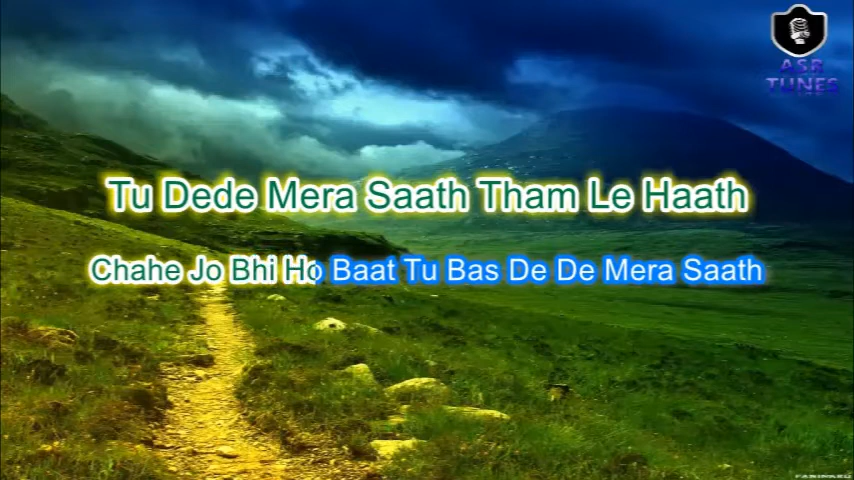 ASR
TUNES
Tu Dede Mera Saath Tham Le Haath
Chahe Jo Bhi Ho Baat Tu Bas De De Mera Saath